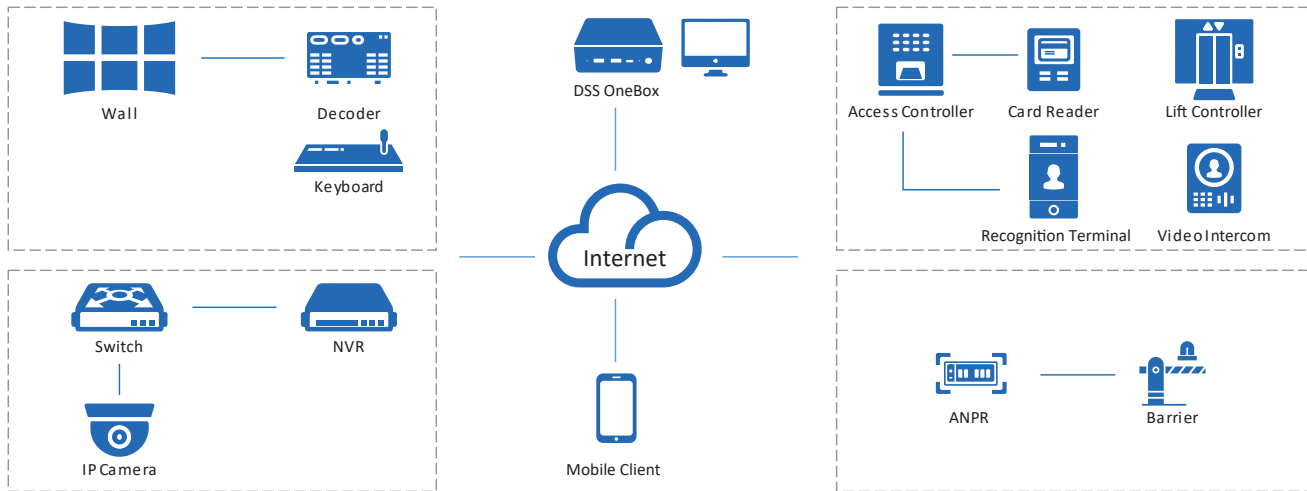 Wall
Decoder
Keyboard
DSS OneBox
Access Controller
Card Reader
Lift Controller
Recognition Terminal
Video Intercom
Internet
Switch
NVR
IP Camera
Mobile Client
ANPR
Barrier